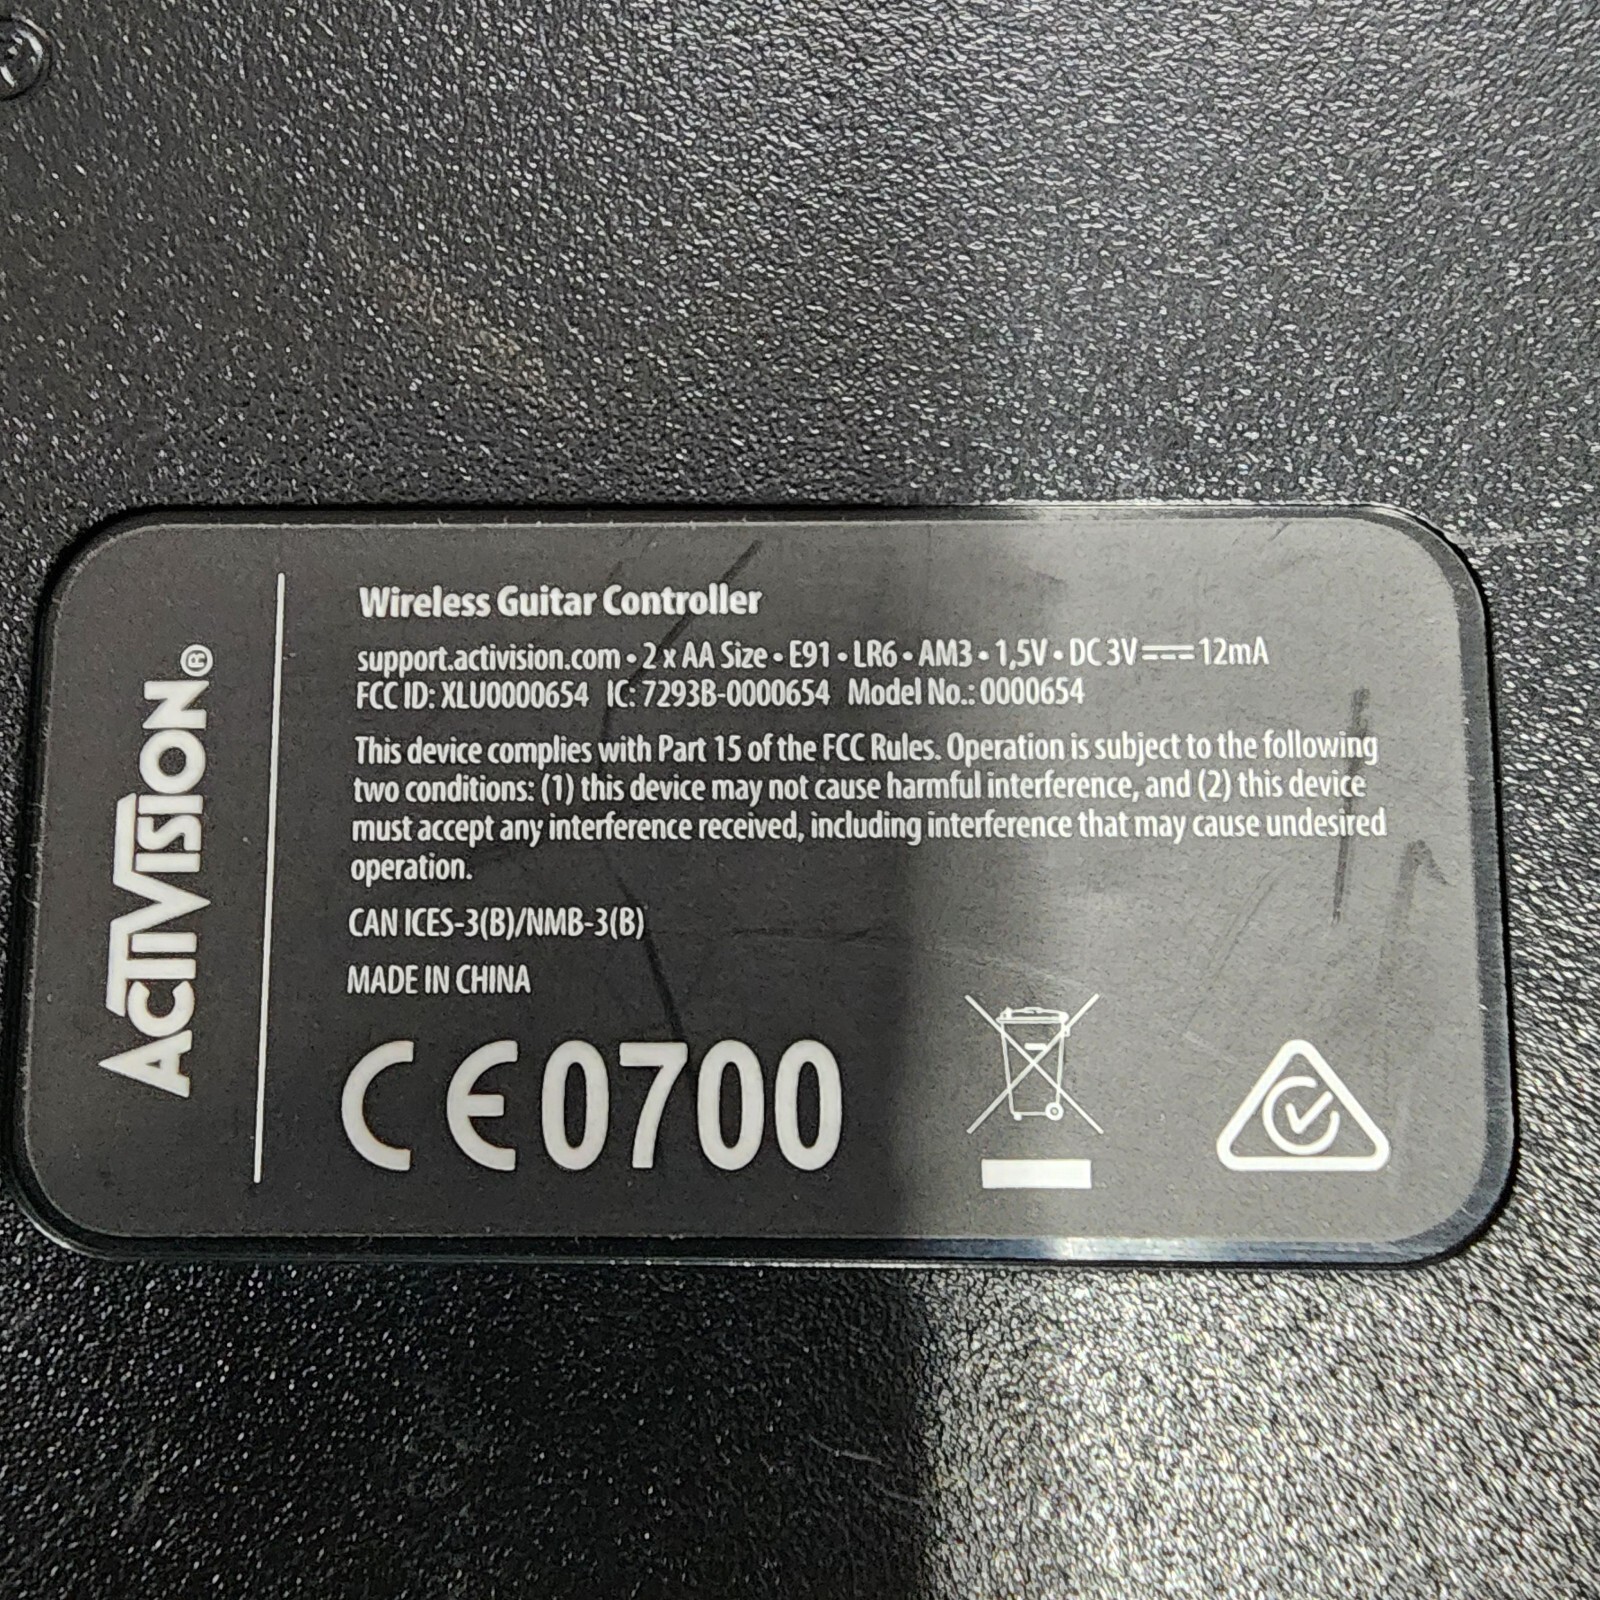 ACTIVISION®
Wireless Guitar Controller
support.activision.com • 2 x AA Size • E91 • LR6 • AM3 • 1,5V • DC 3V⎓12mA
FCC ID: XLU0000654 IC: 7293B-0000654 Model No.: 0000654
This device complies with Part 15 of the FCC Rules. Operation is subject to the following
two conditions: (1) this device may not cause harmful interference, and (2) this device
must accept any interference received, including interference that may cause undesired
operation.
CAN ICES-3(B)/NMB-3(B)
MADE IN CHINA
CE0700